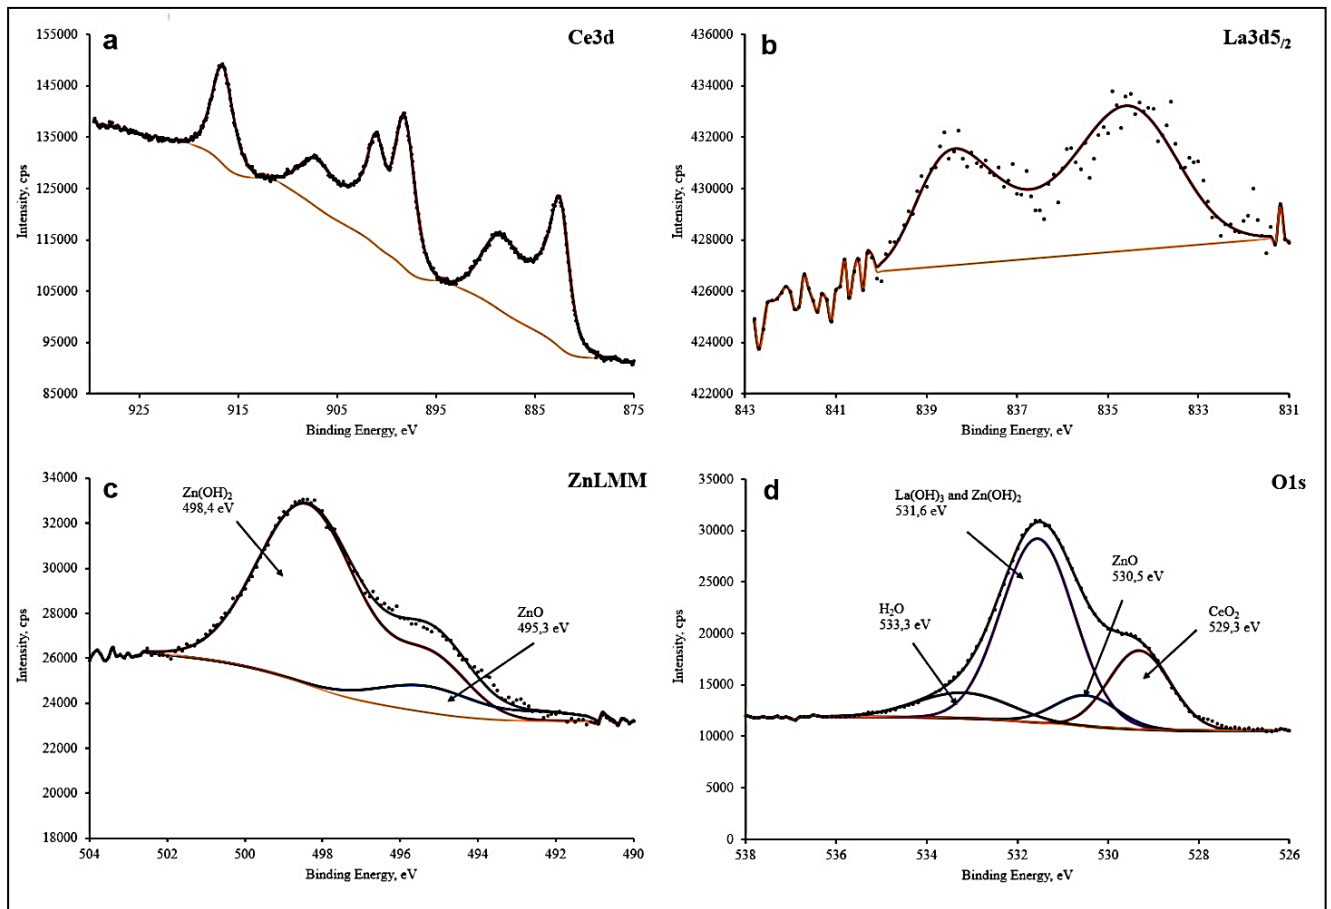 a
Ce3d
155000
145000
135000
125000
115000
105000
95000
85000
Intensity, cps
925
915
905
895
885
875
Binding Energy, eV
b
La3d5/2
436000
434000
432000
430000
428000
426000
424000
422000
Intensity, cps
843
841
839
837
835
833
831
Binding Energy, eV
c
ZnLMM
34000
32000
30000
28000
26000
24000
22000
20000
18000
Intensity, cps
Zn(OH)2
498,4 eV
ZnO
495,3 eV
504
502
500
498
496
494
492
490
Binding Energy, eV
d
O1s
35000
30000
25000
20000
15000
10000
5000
0
Intensity, cps
La(OH)3 and Zn(OH)2
531,6 eV
ZnO
530,5 eV
H2O
533,3 eV
CeO2
529,3 eV
538
536
534
532
530
528
526
Binding Energy, eV